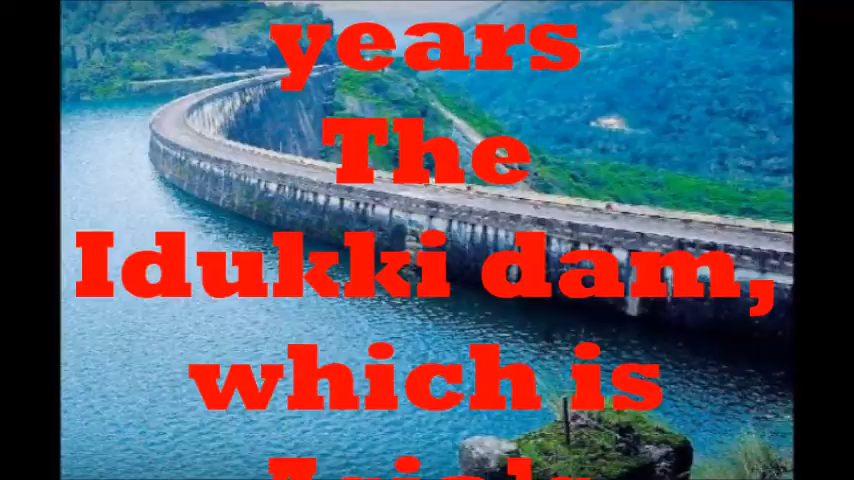 years
The
Idukki dam,
which is